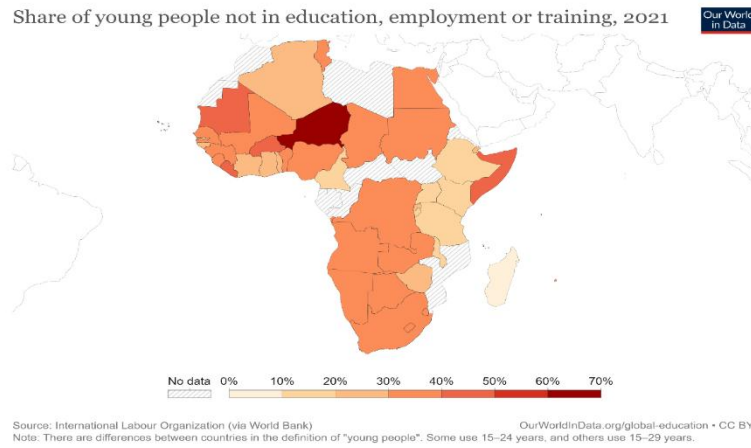 Share of young people not in education, employment or training, 2021
Our World
in Data
No data 0% 10% 20% 30% 40% 50% 60% 70%
Source: International Labour Organization (via World Bank)
OurWorldInData.org/global-education • CC BY
Note: There are differences between countries in the definition of "young people". Some use 15–24 years, and others use 15–29 years.